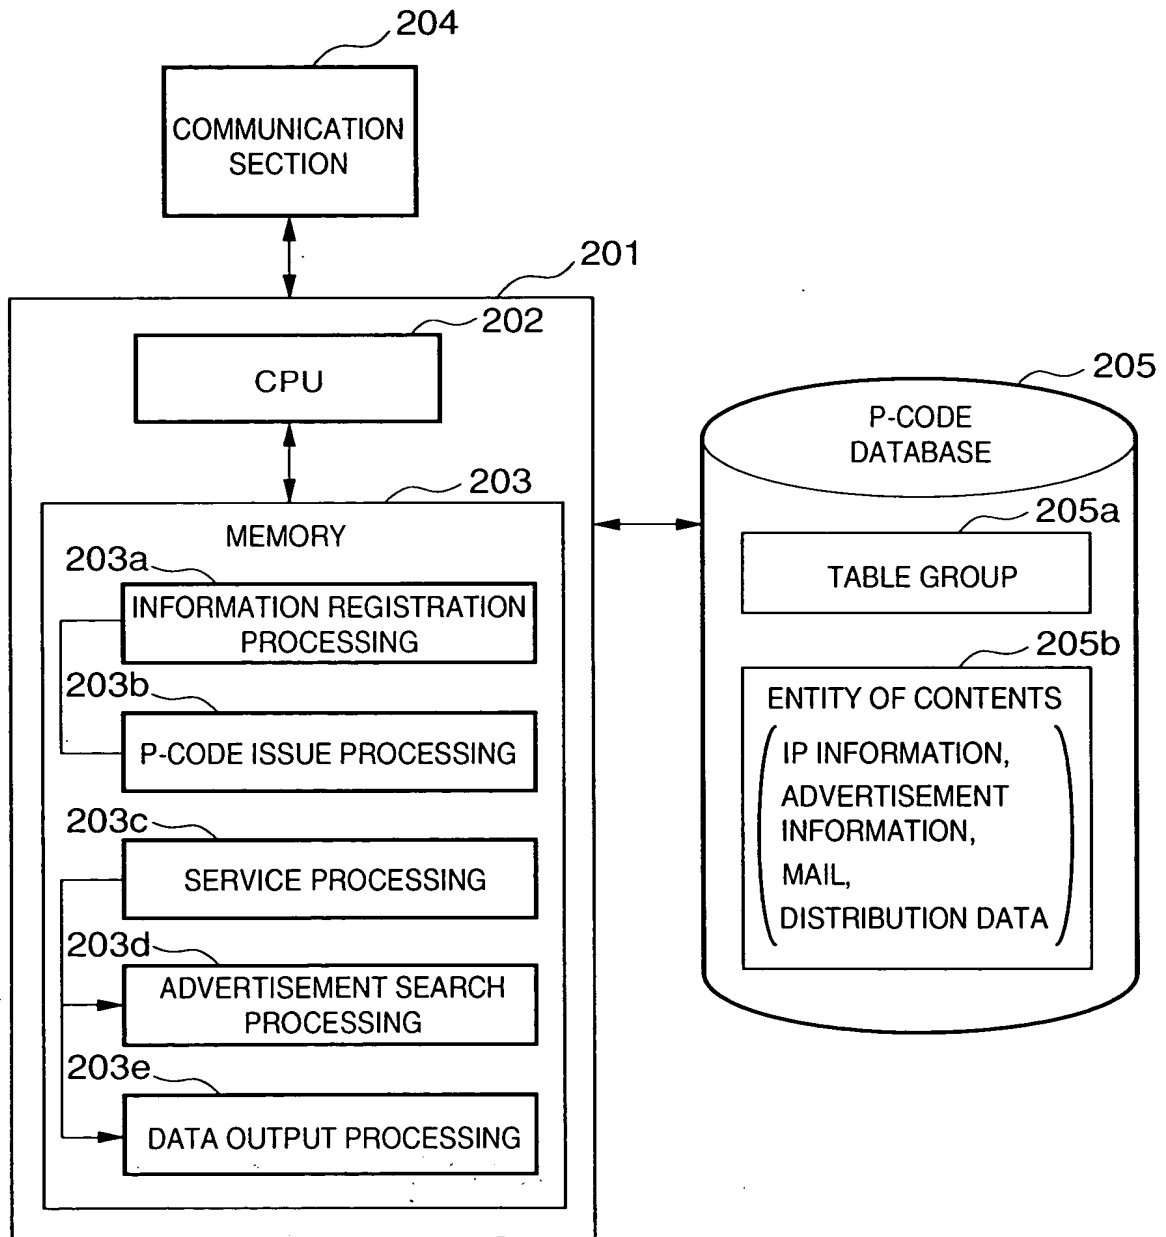 204
COMMUNICATION
SECTION
201
202
CPU
203
MEMORY
203a
INFORMATION REGISTRATION
PROCESSING
203b
P-CODE ISSUE PROCESSING
203c
SERVICE PROCESSING
203d
ADVERTISEMENT SEARCH
PROCESSING
203e
DATA OUTPUT PROCESSING
205
P-CODE
DATABASE
205a
TABLE GROUP
205b
ENTITY OF CONTENTS
IP INFORMATION,
ADVERTISEMENT
INFORMATION,
MAIL,
DISTRIBUTION DATA